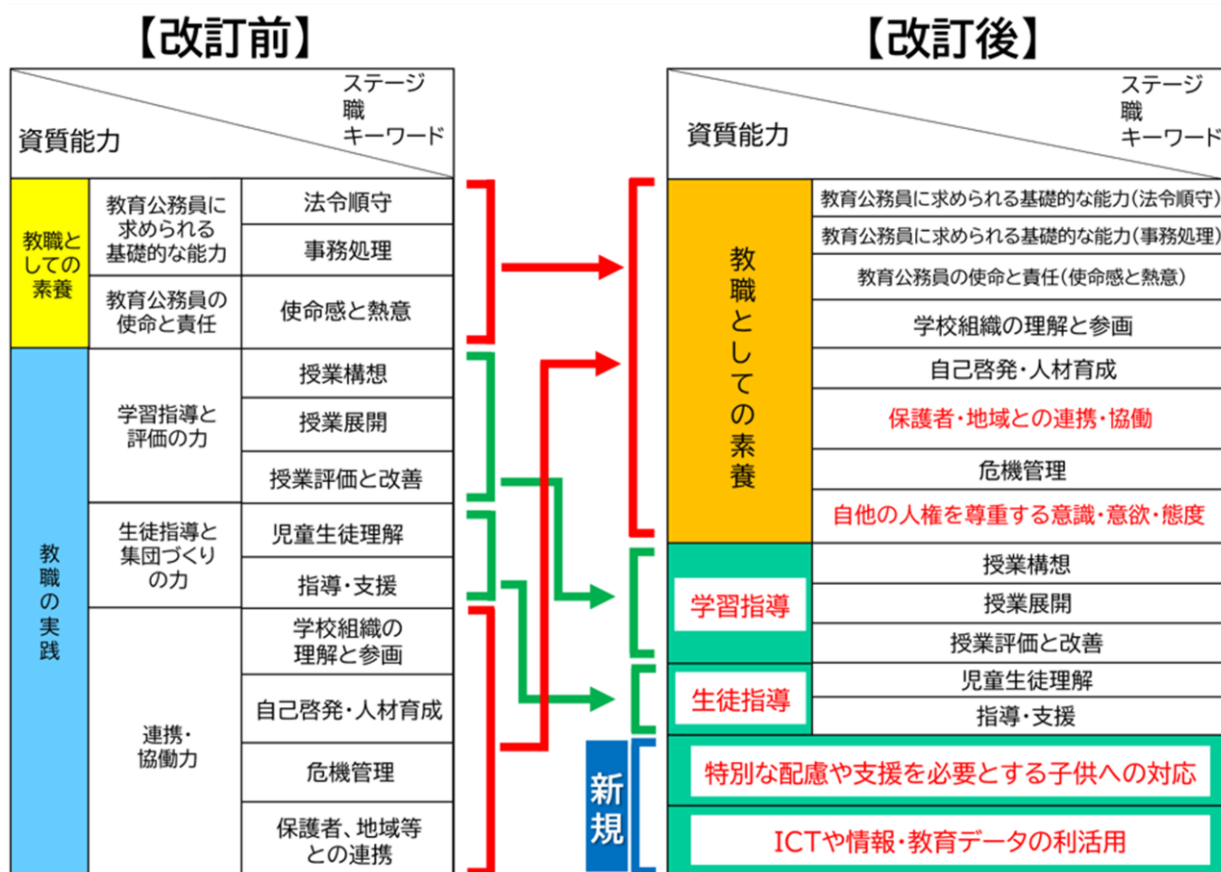 【改訂前】
ステージ
職
キーワード
資質能力
教職と
しての
素養
教育公務員に
求められる
基礎的な能力
法令順守
事務処理
教育公務員の
使命と責任
使命感と熱意
教職の実践
学習指導と
評価の力
授業構想
授業展開
授業評価と改善
生徒指導と
集団づくり
の力
児童生徒理解
指導・支援
連携・
協働力
学校組織の
理解と参画
自己啓発・人材育成
危機管理
保護者、地域等
との連携
【改訂後】
ステージ
職
キーワード
資質能力
教職としての素養
教育公務員に求められる基礎的な能力(法令順守)
教育公務員に求められる基礎的な能力(事務処理)
教育公務員の使命と責任(使命感と熱意)
学校組織の理解と参画
自己啓発・人材育成
保護者・地域との連携・協働
危機管理
自他の人権を尊重する意識・意欲・態度
学習指導
授業構想
授業展開
授業評価と改善
生徒指導
児童生徒理解
指導・支援
新規
特別な配慮や支援を必要とする子供への対応
ICTや情報・教育データの利活用